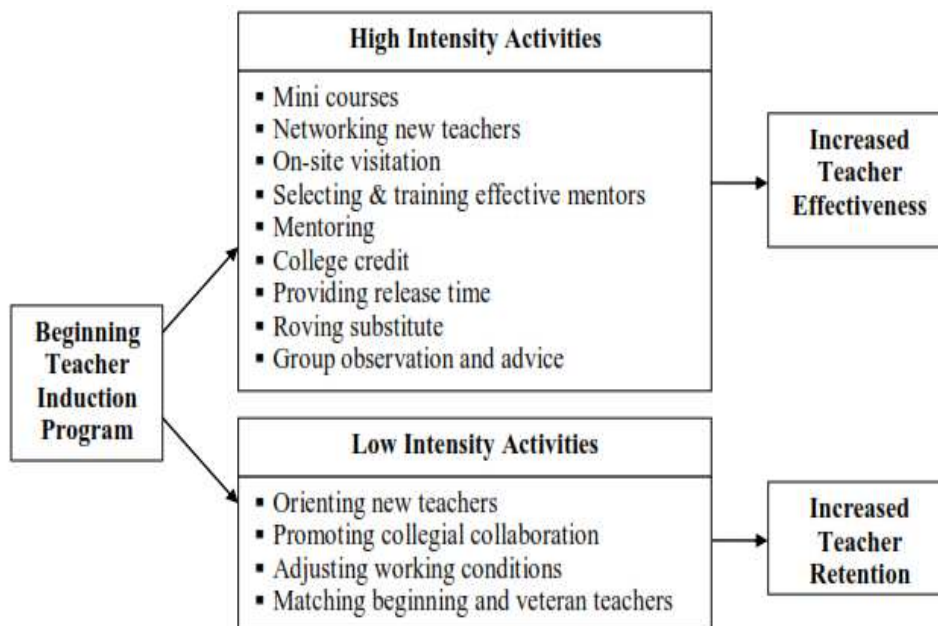 High Intensity Activities
▪ Mini courses
▪ Networking new teachers
▪ On-site visitation
▪ Selecting & training effective mentors
▪ Mentoring
▪ College credit
▪ Providing release time
▪ Roving substitute
▪ Group observation and advice
Increased
Teacher
Effectiveness
Beginning
Teacher
Induction
Program
Low Intensity Activities
▪ Orienting new teachers
▪ Promoting collegial collaboration
▪ Adjusting working conditions
▪ Matching beginning and veteran teachers
Increased
Teacher
Retention